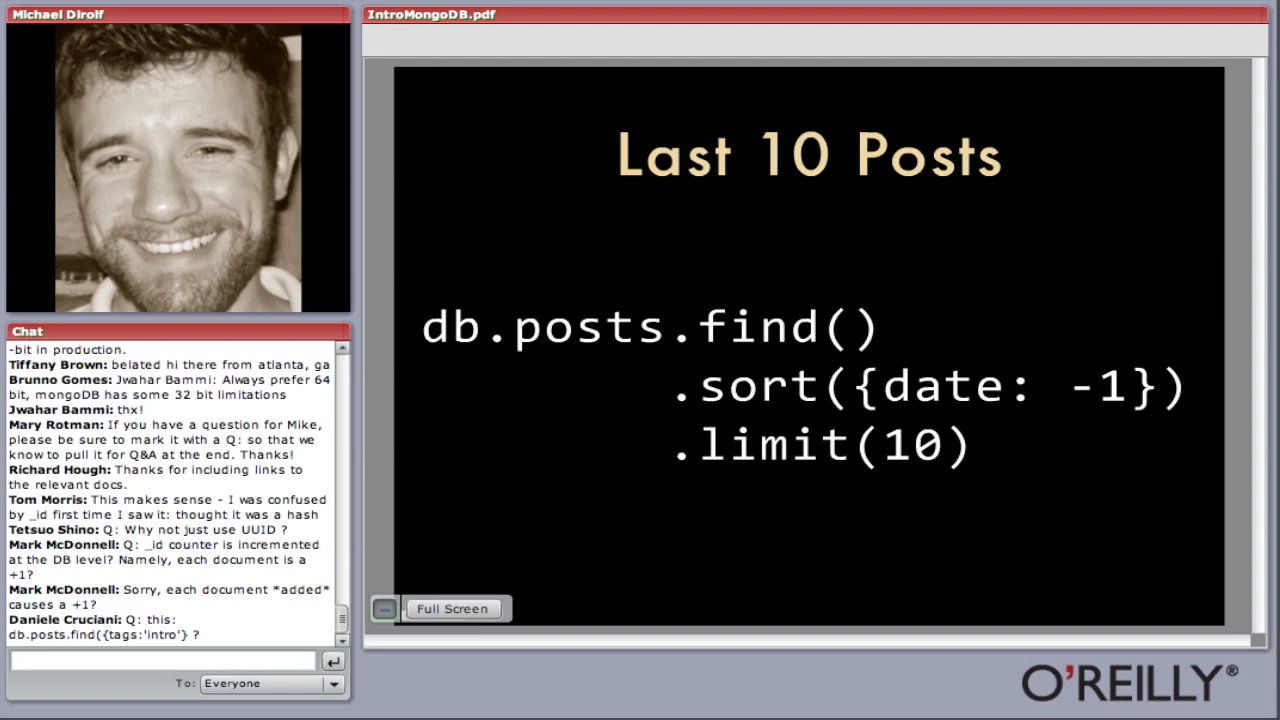 Michael Dirolf
Chat
-bit in production.
Tiffany Brown: belated hi there from atlanta, ga
Brunno Gomes: Jwahar Bammi: Always prefer 64
bit, mongoDB has some 32 bit limitations
Jwahar Bammi: thx!
Mary Rotman: If you have a question for Mike,
please be sure to mark it with a Q: so that we
know to pull it for Q&A at the end. Thanks!
Richard Hough: Thanks for including links to
the relevant docs.
Tom Morris: This makes sense - I was confused
by _id first time I saw it: thought it was a hash
Tetsuo Shino: Q: Why not just use UUID ?
Mark McDonnell: Q: _id counter is incremented
at the DB level? Namely, each document is a
+1?
Mark McDonnell: Sorry, each document *added*
causes a +1?
Daniele Cruciani: Q: this:
db.posts.find({tags:'intro'} ?
To: Everyone
IntroMongoDB.pdf
Last 10 Posts
db.posts.find()
.sort({date: -1})
.limit(10)
Full Screen
O'REILLY®